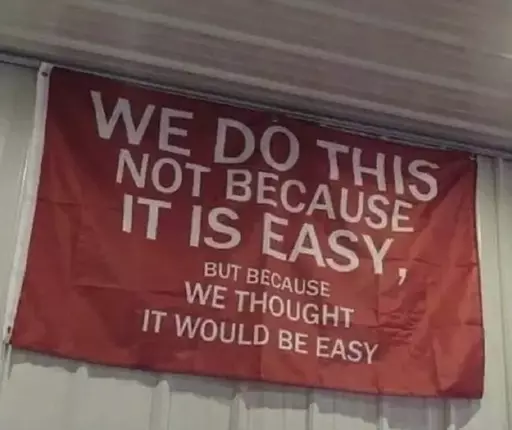 WE DO THIS
NOT BECAUSE
IT IS EASY,
BUT BECAUSE
WE THOUGHT
IT WOULD BE EASY